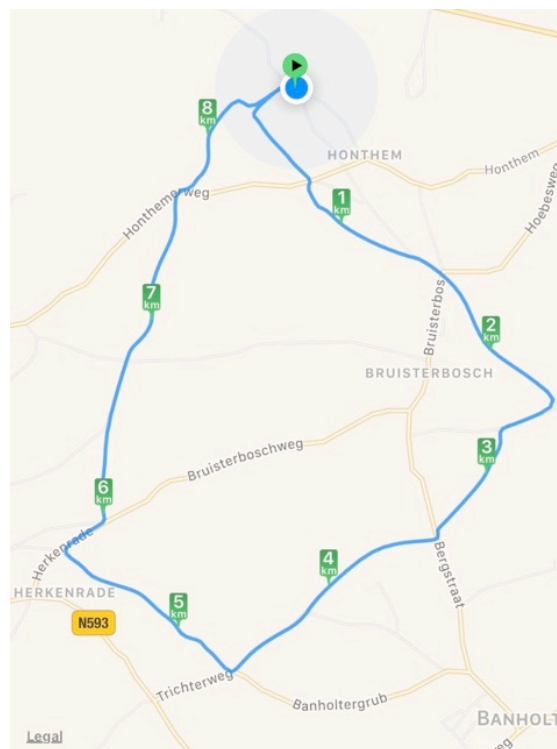 8
km
HONTHEM
Honthem
1
km
Honthemerweg
Hoebesweg
7
km
Bruisterbos
2
km
BRUISTERBOSCH
3
km
Bruisterboschweg
6
km
Herkenrade
4
km
Bergstraat
HERKENRADE
5
km
N593
Trichterweg
Banholtergrub
BANHOLT
Legal